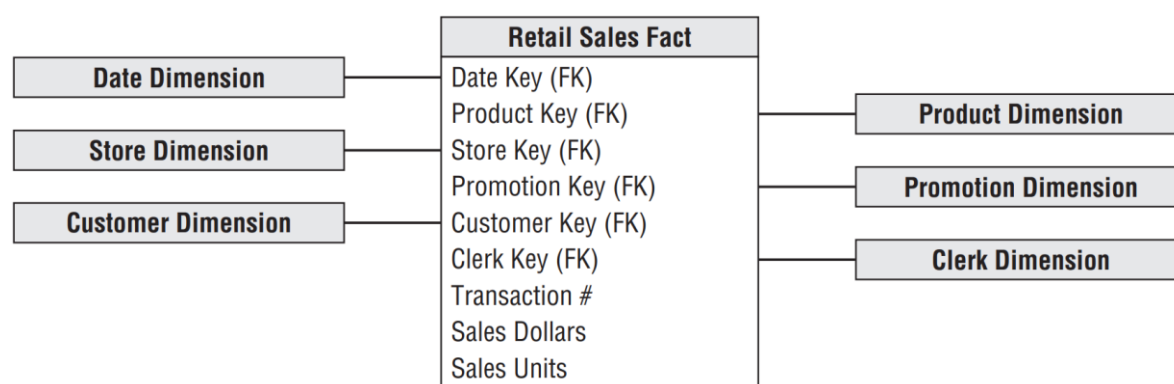 Retail Sales Fact
Date Dimension
Date Key (FK)
Product Key (FK)
Product Dimension
Store Dimension
Store Key (FK)
Promotion Key (FK)
Promotion Dimension
Customer Dimension
Customer Key (FK)
Clerk Key (FK)
Clerk Dimension
Transaction #
Sales Dollars
Sales Units